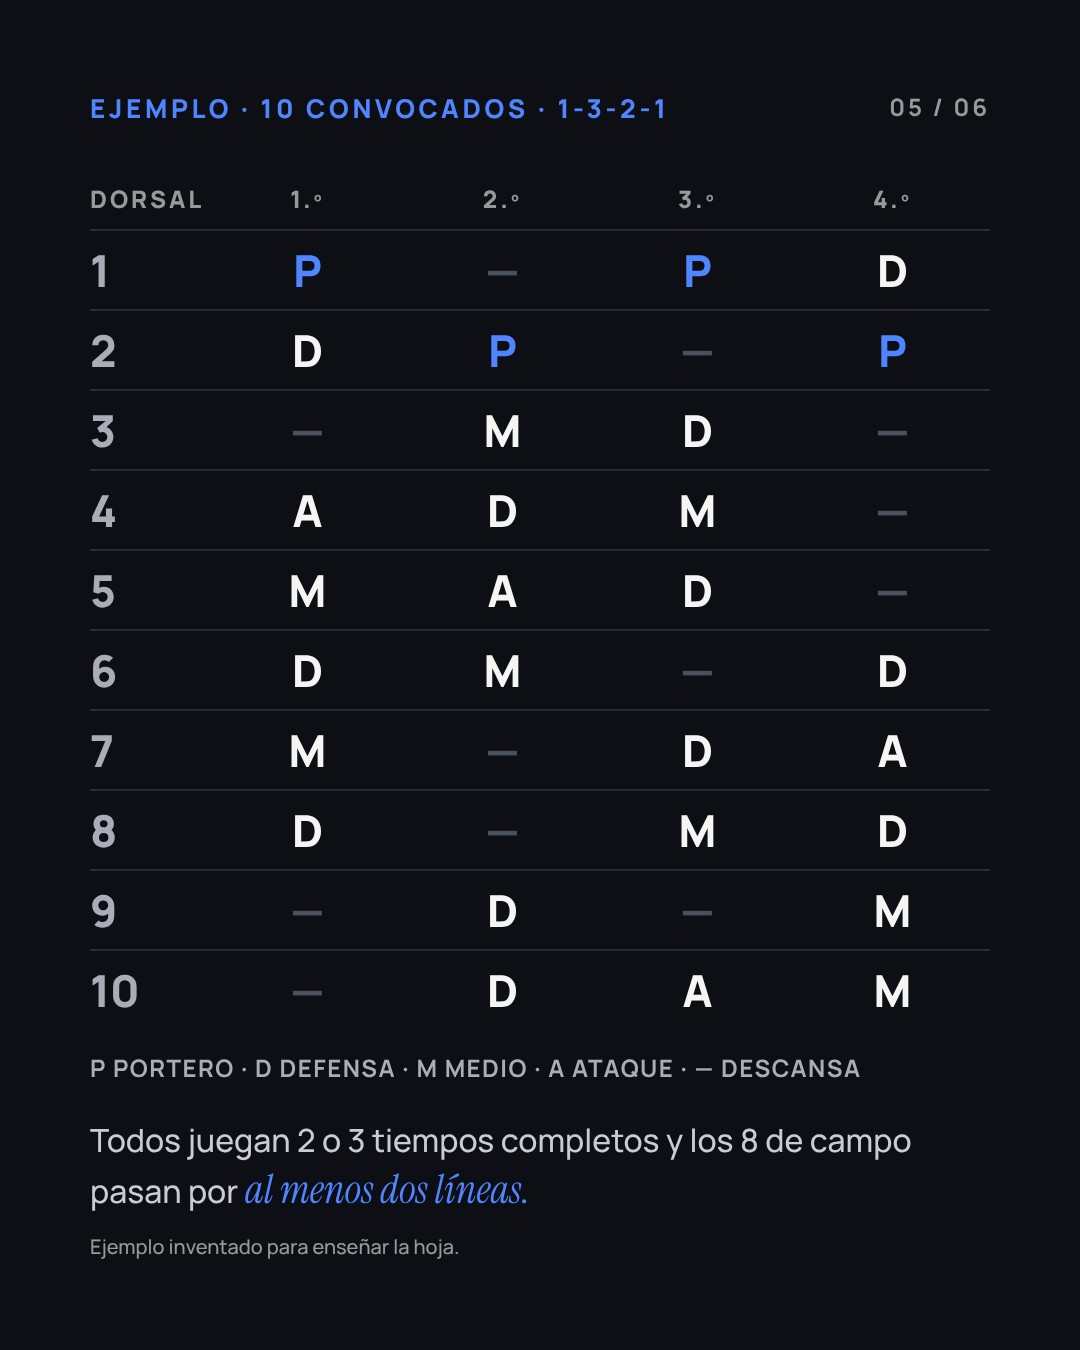 EJEMPLO · 10 CONVOCADOS · 1-3-2-1
05 / 06
DORSAL 1.º 2.º 3.º 4.º
1 P — P D
2 D P — P
3 — M D —
4 A D M —
5 M A D —
6 D M — D
7 M — D A
8 D — M D
9 — D — M
10 — D A M
P PORTERO · D DEFENSA · M MEDIO · A ATAQUE · — DESCANSA
Todos juegan 2 o 3 tiempos completos y los 8 de campo
pasan por al menos dos líneas.
Ejemplo inventado para enseñar la hoja.